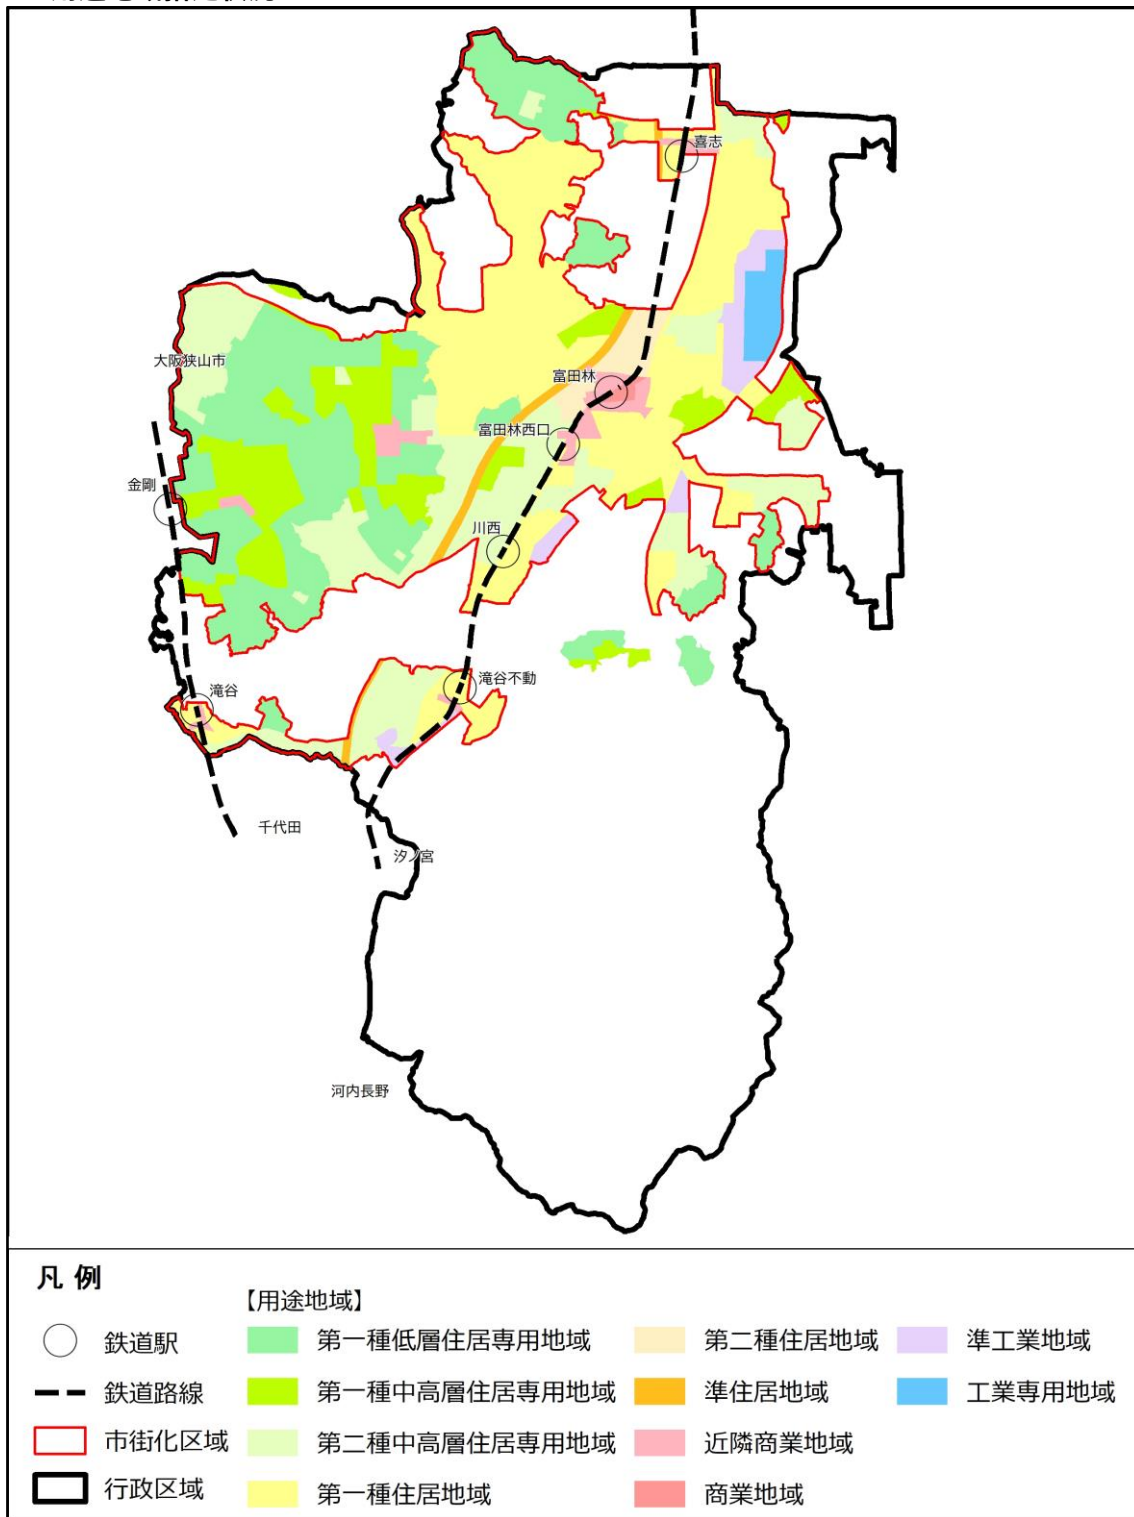 喜志
大阪狭山市
富田林
富田林西口
金剛
川西
滝谷不動
滝谷
千代田
汐ノ宮
河内長野
凡 例
【用途地域】
鉄道駅
第一種低層住居専用地域
第二種住居地域
準工業地域
鉄道路線
第一種中高層住居専用地域
準住居地域
工業専用地域
市街化区域
第二種中高層住居専用地域
近隣商業地域
行政区域
第一種住居地域
商業地域